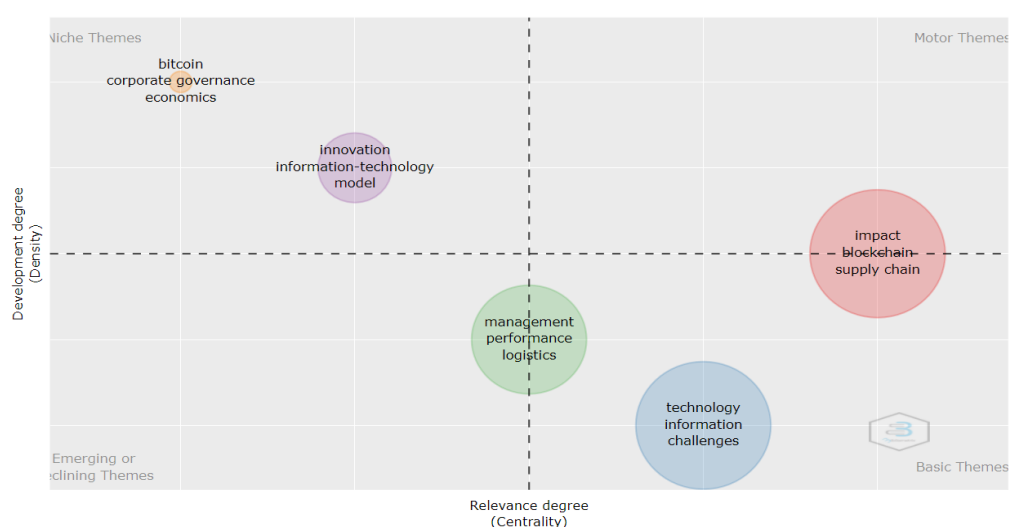 Niche Themes
Motor Themes
bitcoin
corporate governance
economics
innovation
information-technology
model
impact
blockchain
supply chain
management
performance
logistics
technology
information
challenges
Emerging or
eclining Themes
Basic Themes
Development degree
(Density)
Relevance degree
(Centrality)